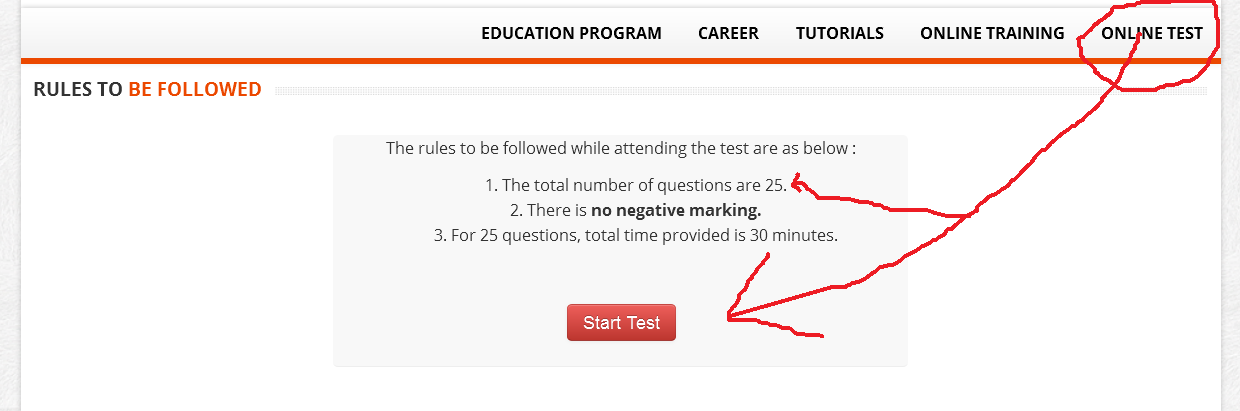 EDUCATION PROGRAM CAREER TUTORIALS ONLINE TRAINING ONLINE TEST
RULES TO BE FOLLOWED
The rules to be followed while attending the test are as below :
1. The total number of questions are 25.
2. There is no negative marking.
3. For 25 questions, total time provided is 30 minutes.
Start Test